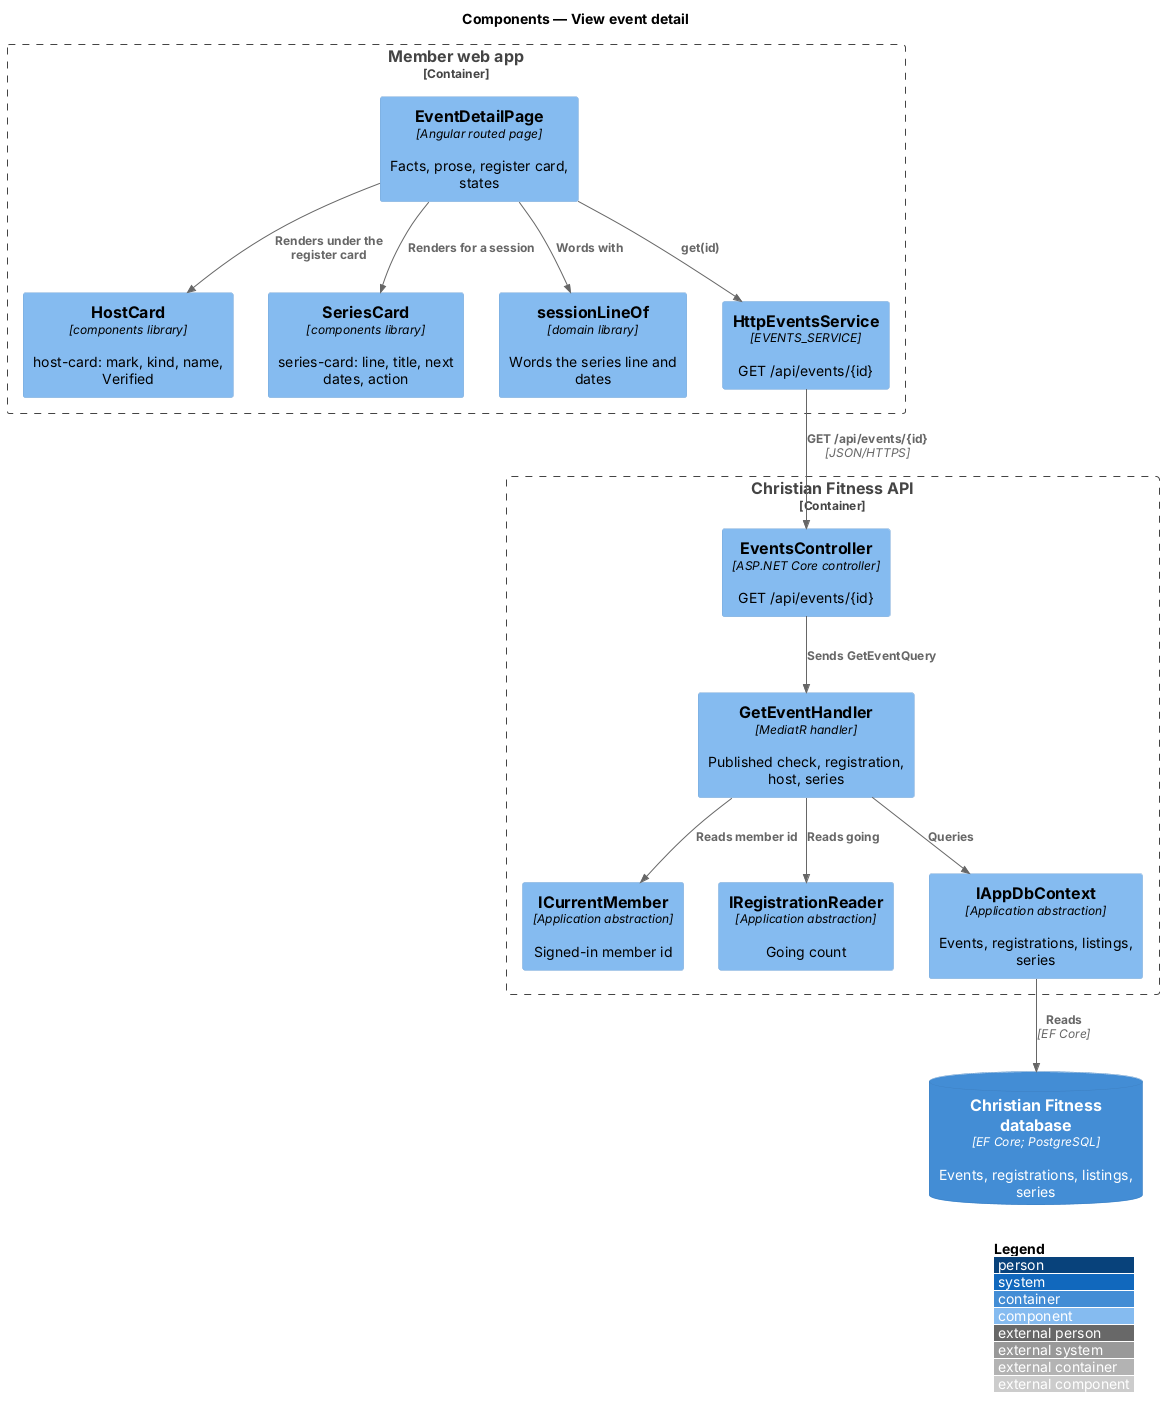 Components — View event detail
Member web app
[Container]
EventDetailPage
[Angular routed page]
Facts, prose, register card,
states
Renders under the
register card
Renders for a session
Words with
get(id)
HostCard
[components library]
host-card: mark, kind, name,
Verified
SeriesCard
[components library]
series-card: line, title, next
dates, action
sessionLineOf
[domain library]
Words the series line and
dates
HttpEventsService
[EVENTS_SERVICE]
GET /api/events/{id}
GET /api/events/{id}
[JSON/HTTPS]
Christian Fitness API
[Container]
EventsController
[ASP.NET Core controller]
GET /api/events/{id}
Sends GetEventQuery
GetEventHandler
[MediatR handler]
Published check, registration,
host, series
Reads member id
Reads going
Queries
ICurrentMember
[Application abstraction]
Signed-in member id
IRegistrationReader
[Application abstraction]
Going count
IAppDbContext
[Application abstraction]
Events, registrations, listings,
series
Reads
[EF Core]
Christian Fitness
database
[EF Core; PostgreSQL]
Events, registrations, listings,
series
Legend
person
system
container
component
external person
external system
external container
external component